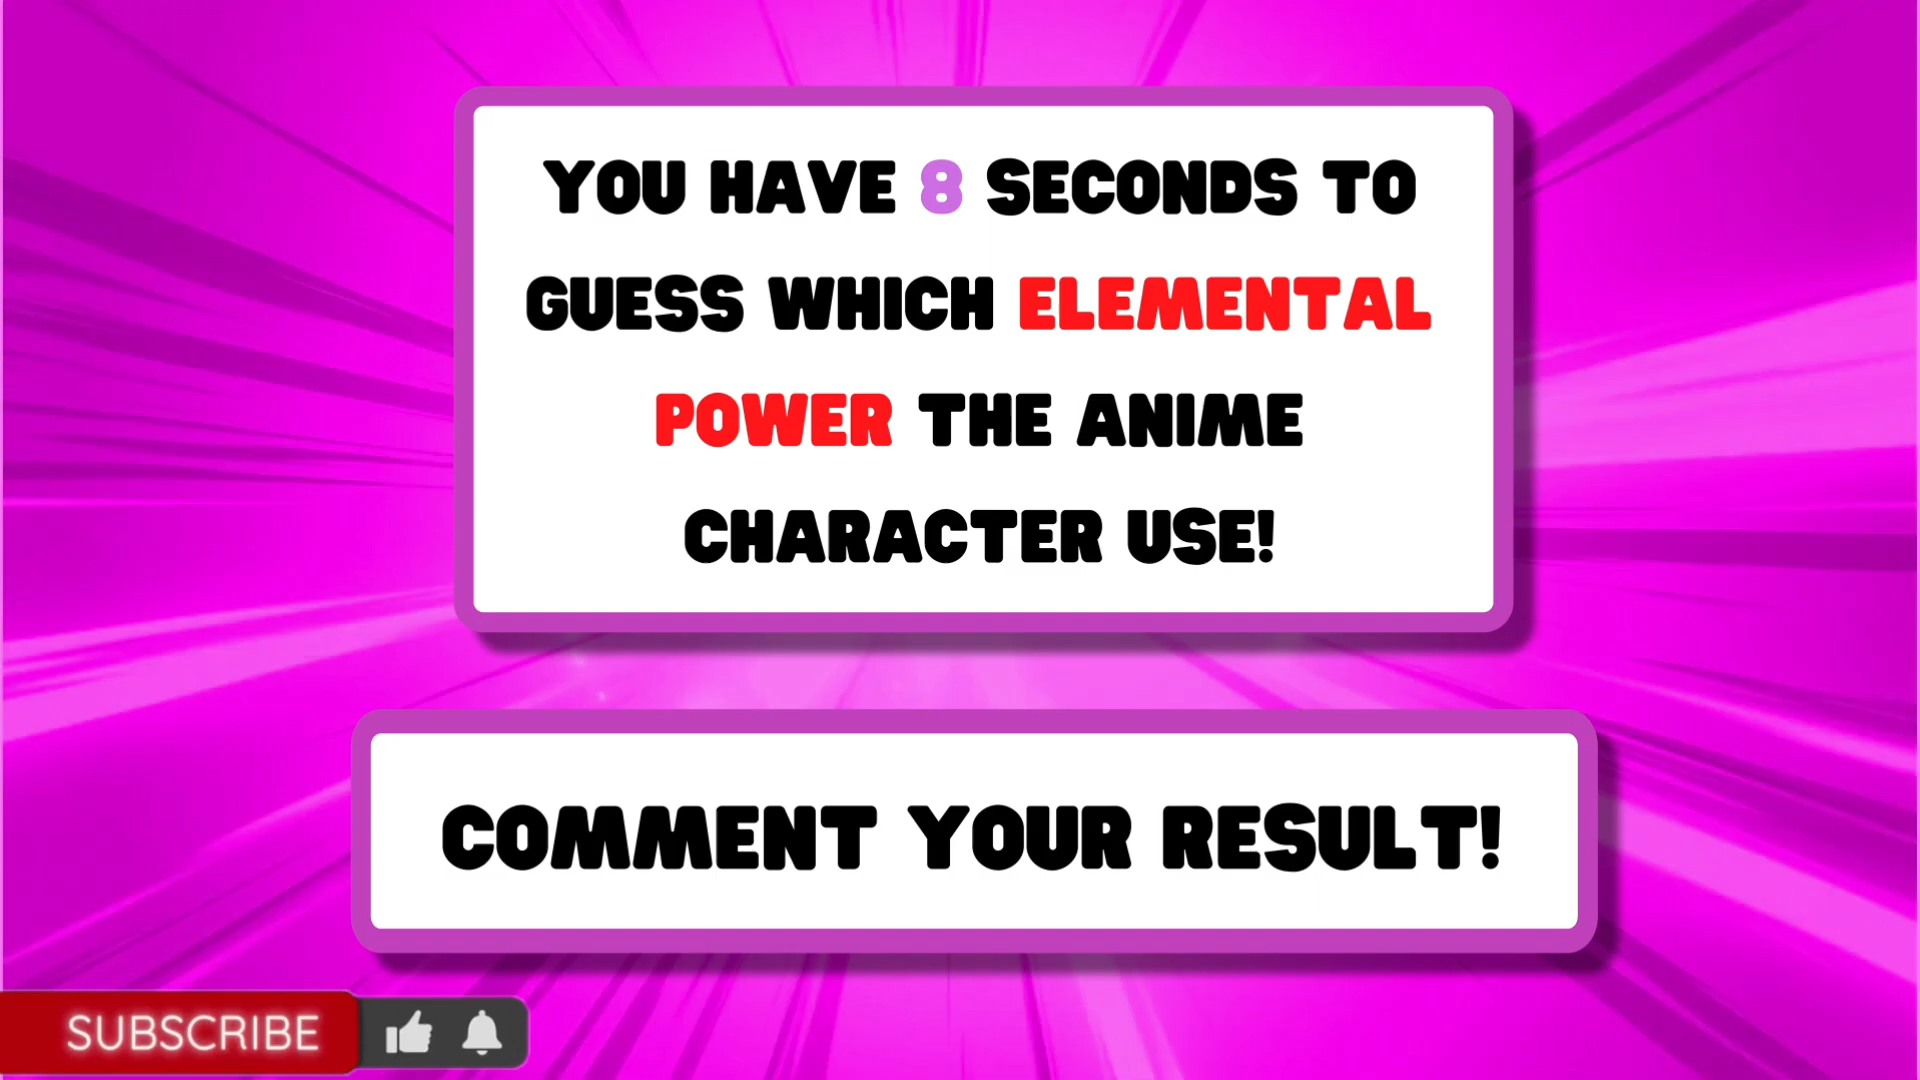 YOU HAVE 8 SECONDS TO
GUESS WHICH ELEMENTAL
POWER THE ANIME
CHARACTER USE!
COMMENT YOUR RESULT!
SUBSCRIBE